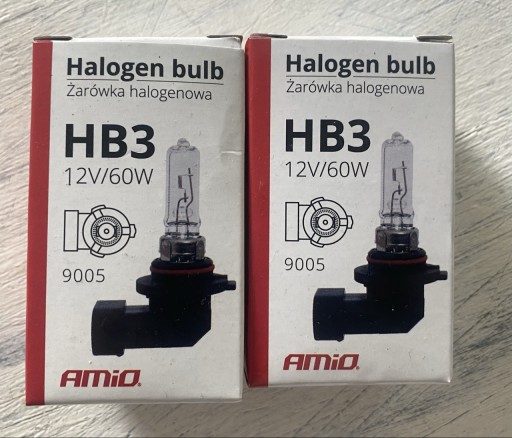 Halogen bulb
Żarówka halogenowa
HB3
12V/60W
9005
AMiO.
Halogen bulb
Żarówka halogenowa
HB3
12V/60W
9005
AMiO.